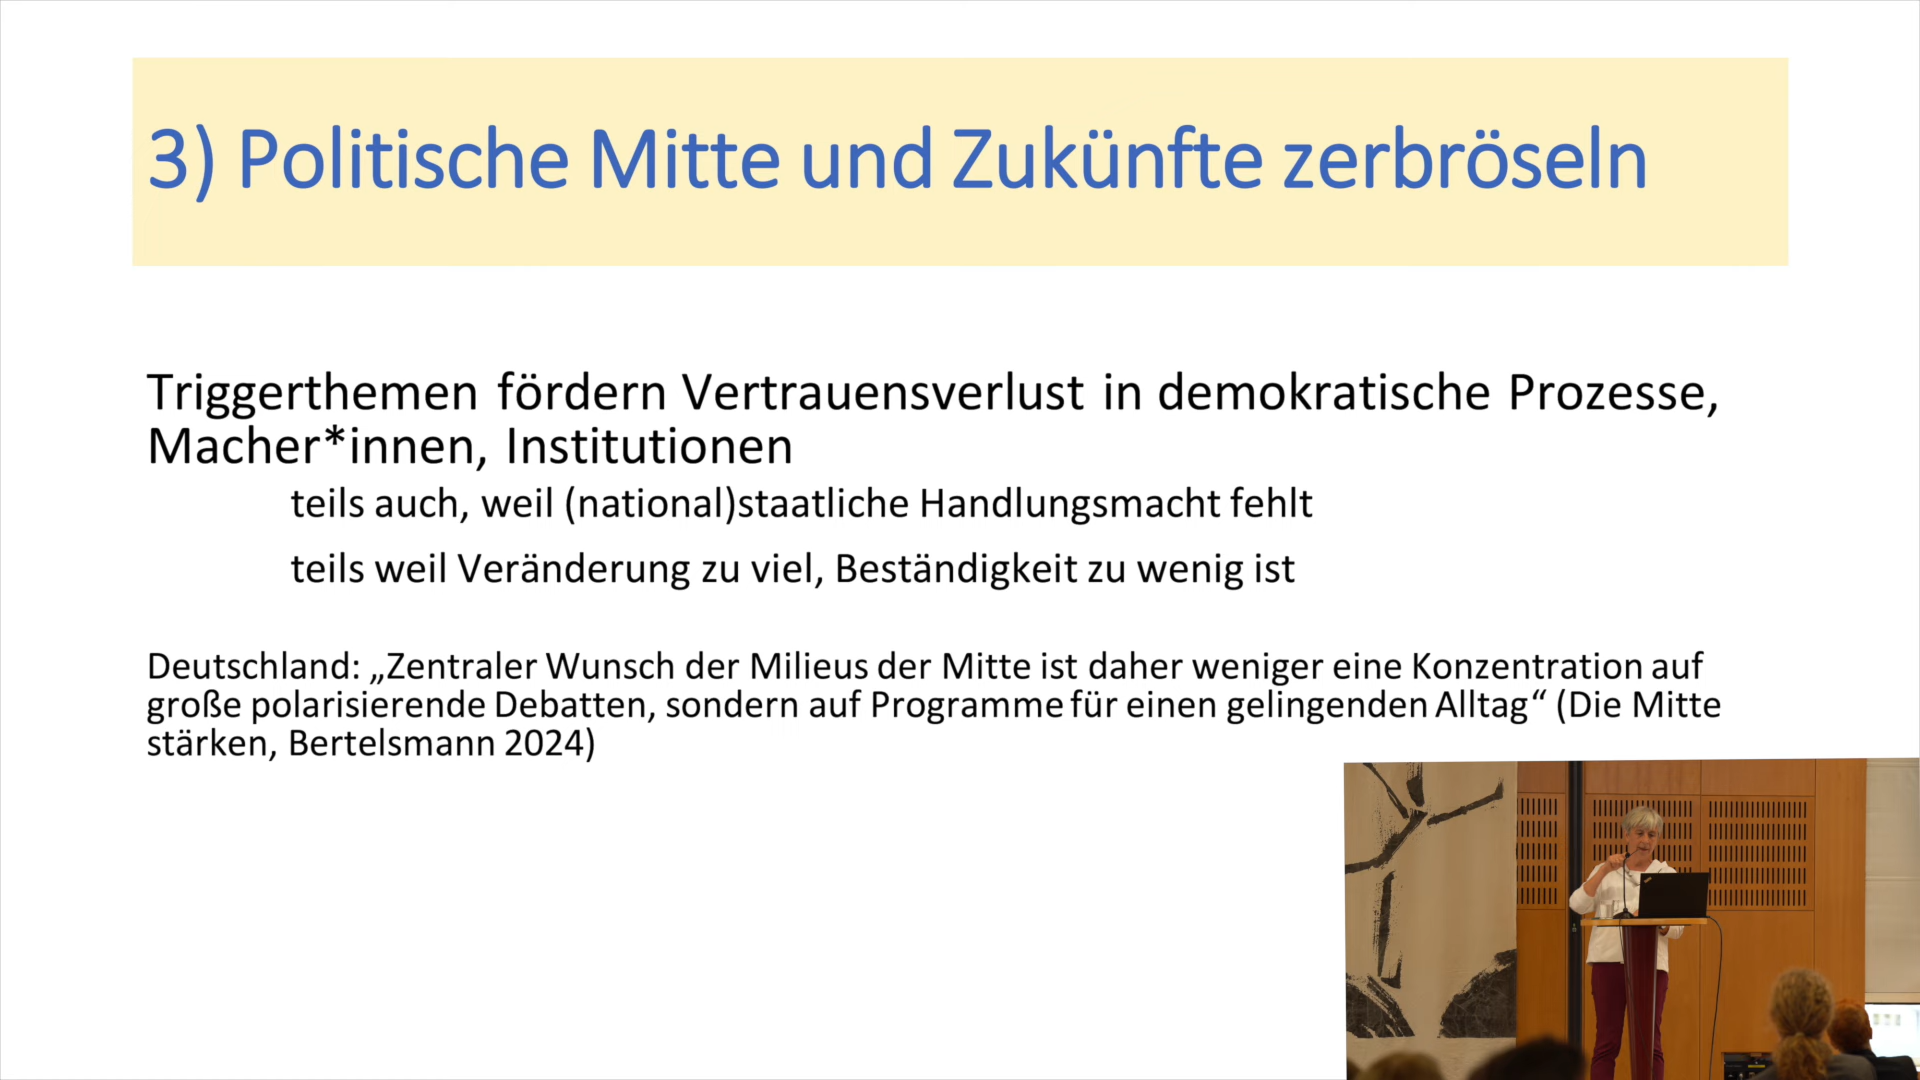 3) Politische Mitte und Zukünfte zerbröseln
Triggerthemen fördern Vertrauensverlust in demokratische Prozesse,
Macher*innen, Institutionen
teils auch, weil (national)staatliche Handlungsmacht fehlt
teils weil Veränderung zu viel, Beständigkeit zu wenig ist
Deutschland: „Zentraler Wunsch der Milieus der Mitte ist daher weniger eine Konzentration auf
große polarisierende Debatten, sondern auf Programme für einen gelingenden Alltag“ (Die Mitte
stärken, Bertelsmann 2024)